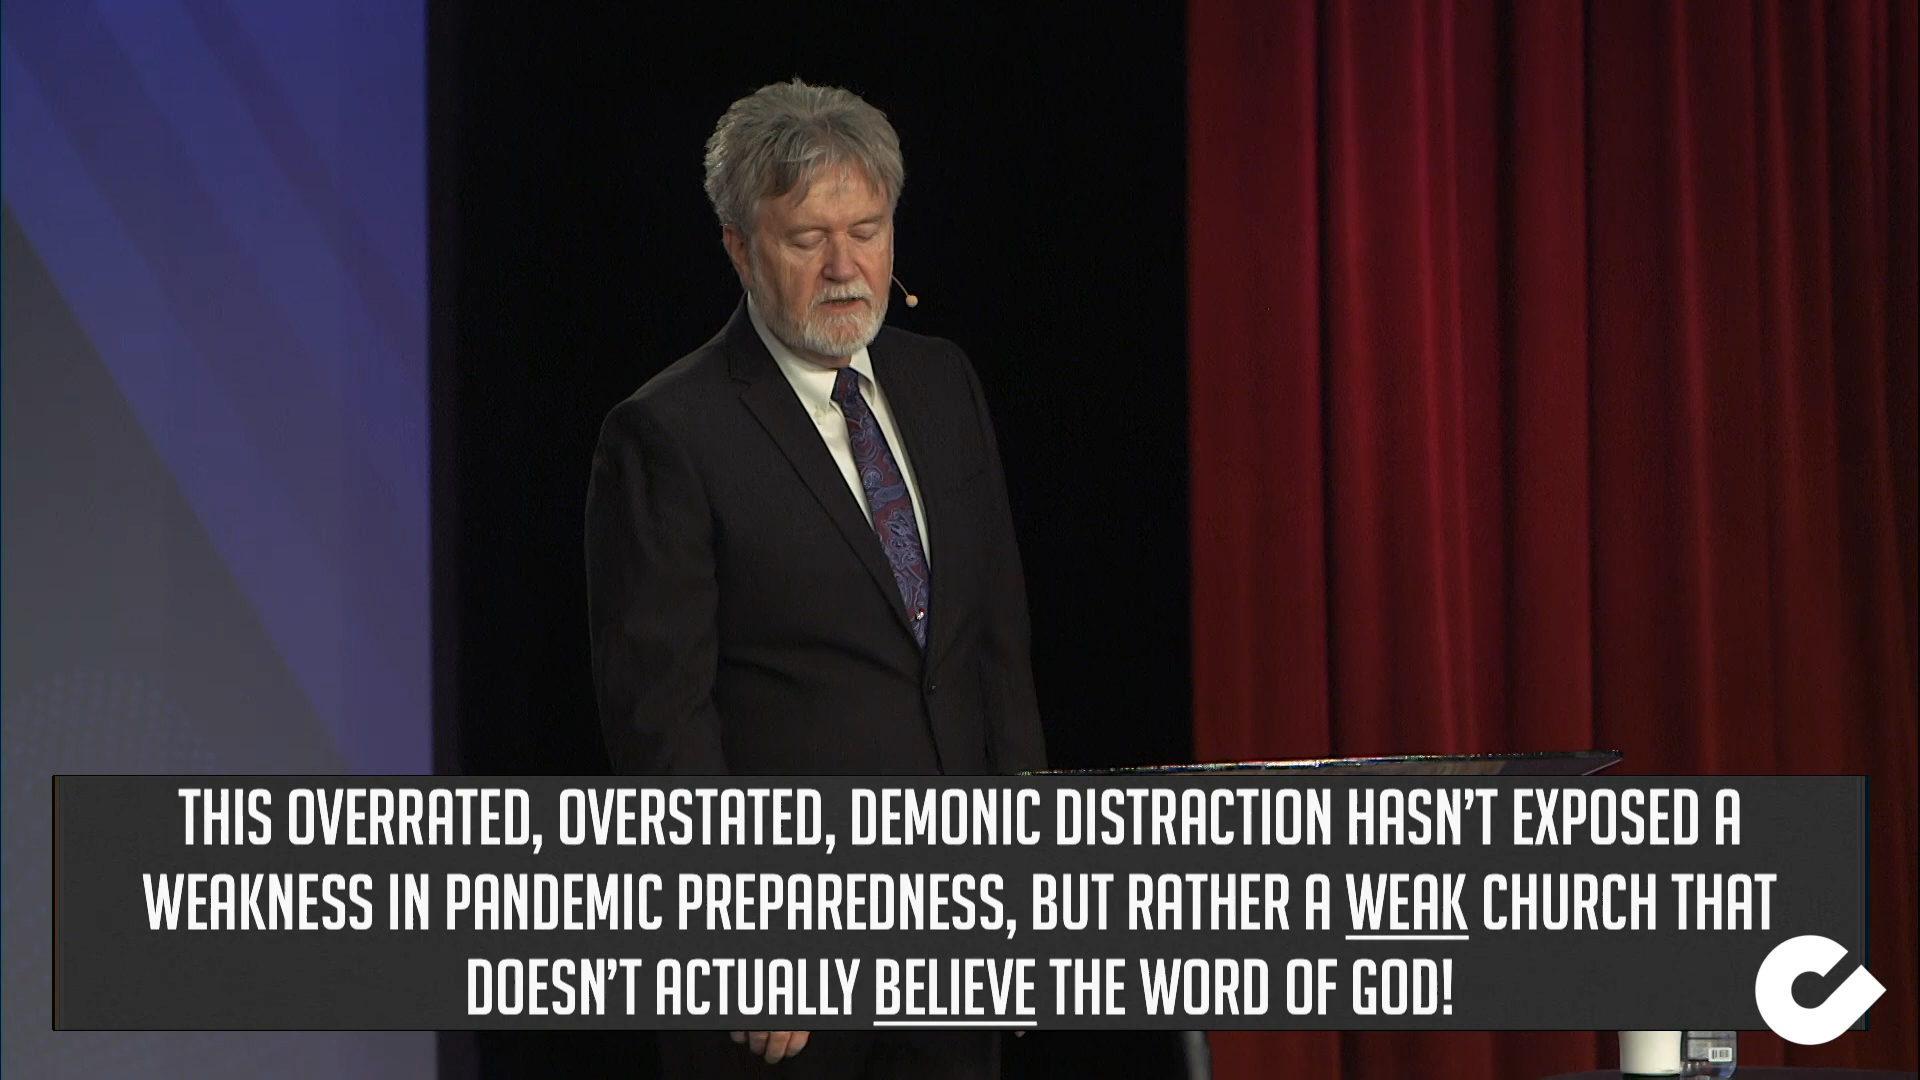 THIS OVERRATED, OVERSTATED, DEMONIC DISTRACTION HASN'T EXPOSED A
WEAKNESS IN PANDEMIC PREPAREDNESS, BUT RATHER A WEAK CHURCH THAT
DOESN'T ACTUALLY BELIEVE THE WORD OF GOD!